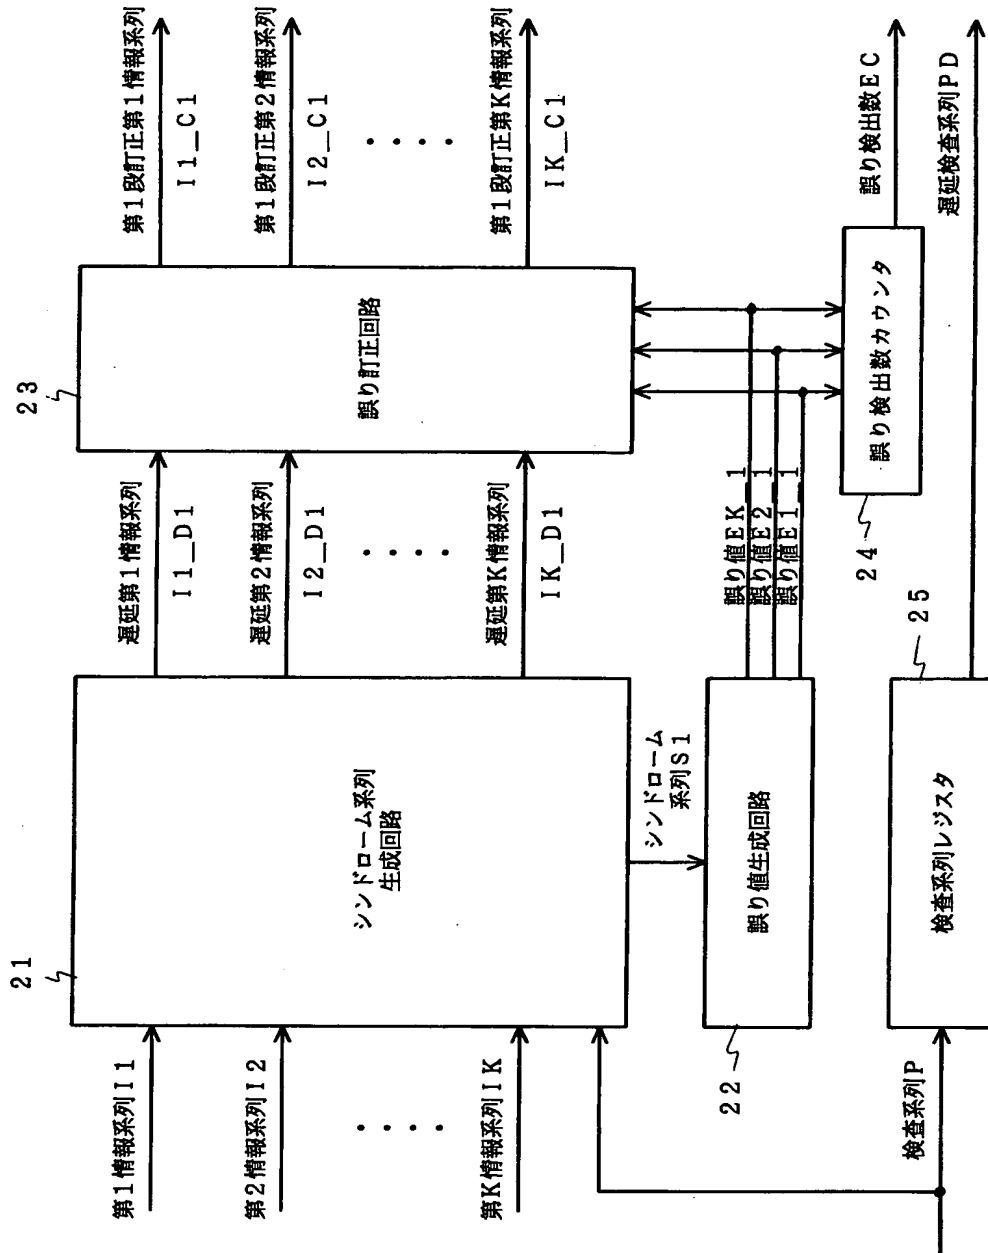 第1情報系列I1
第2情報系列I2
・・・・
第K情報系列IK
検査系列P
21
シンドローム系列
生成回路
シンドローム
系列S1
22
誤り値生成回路
検査系列レジスタ
25
遅延第1情報系列
I1_D1
遅延第2情報系列
I2_D1
・・・・
遅延第K情報系列
IK_D1
誤り値EK_1
誤り値E2_1
誤り値E1_1
23
誤り訂正回路
24
誤り検出数カウンタ
第1段訂正第1情報系列
I1_C1
第1段訂正第2情報系列
I2_C1
・・・・
第1段訂正第K情報系列
IK_C1
誤り検出数EC
遅延検査系列PD